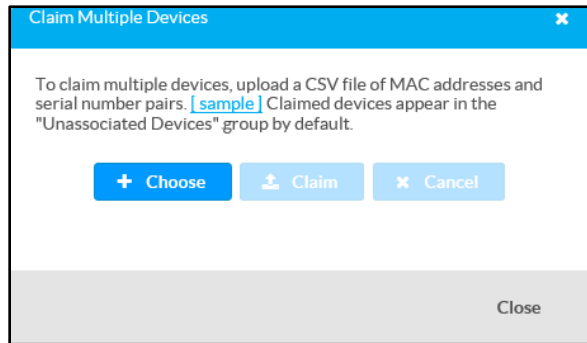 Claim Multiple Devices
To claim multiple devices, upload a CSV file of MAC addresses and
serial number pairs. [ sample ] Claimed devices appear in the
"Unassociated Devices" group by default.
Choose Claim Cancel
Close